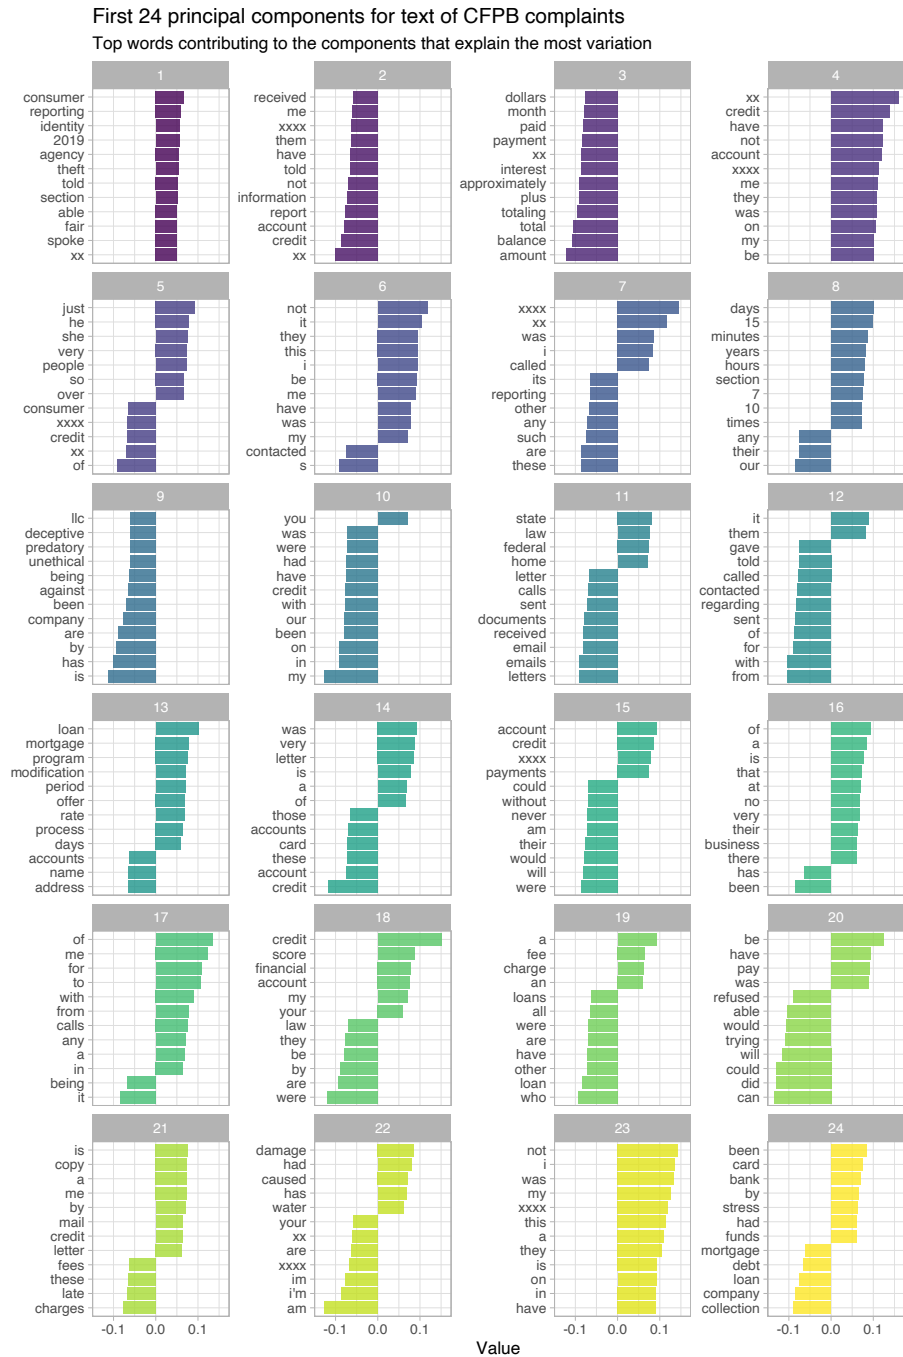 First 24 principal components for text of CFPB complaints
Top words contributing to the components that explain the most variation
1
consumer
reporting
identity
2019
agency
theft
told
section
able
fair
spoke
xx
2
received
me
xxxx
them
have
told
not
information
report
account
credit
xx
3
dollars
month
paid
payment
xx
interest
approximately
plus
totaling
total
balance
amount
4
xx
credit
have
not
account
xxxx
me
they
was
on
my
be
5
just
he
she
very
people
so
over
consumer
xxxx
credit
xx
of
6
not
it
they
this
i
be
me
have
was
my
contacted
s
7
xxxx
xx
was
i
called
its
reporting
other
any
such
are
these
8
days
15
minutes
years
hours
section
7
10
times
any
their
our
9
llc
deceptive
predatory
unethical
being
against
been
company
are
by
has
is
10
you
was
were
had
have
credit
with
our
been
on
in
my
11
state
law
federal
home
letter
calls
sent
documents
received
email
emails
letters
12
it
them
gave
told
called
contacted
regarding
sent
of
for
with
from
13
loan
mortgage
program
modification
period
offer
rate
process
days
accounts
name
address
14
was
very
letter
is
a
of
those
accounts
card
these
account
credit
15
account
credit
xxxx
payments
could
without
never
am
their
would
will
were
16
of
a
is
that
at
no
very
their
business
there
has
been
17
of
me
for
to
with
from
calls
any
a
in
being
it
18
credit
score
financial
account
my
your
law
they
be
by
are
were
19
a
fee
charge
an
loans
all
were
are
have
other
loan
who
20
be
have
pay
was
refused
able
would
trying
will
could
did
can
21
is
copy
a
me
by
mail
credit
letter
fees
these
late
charges
22
damage
had
caused
has
water
your
xx
are
xxxx
im
i'm
am
23
not
i
was
my
xxxx
this
a
they
is
on
in
have
24
been
card
bank
by
stress
had
funds
mortgage
debt
loan
company
collection
-0.1 0.0 0.1 -0.1 0.0 0.1 -0.1 0.0 0.1 -0.1 0.0 0.1
Value